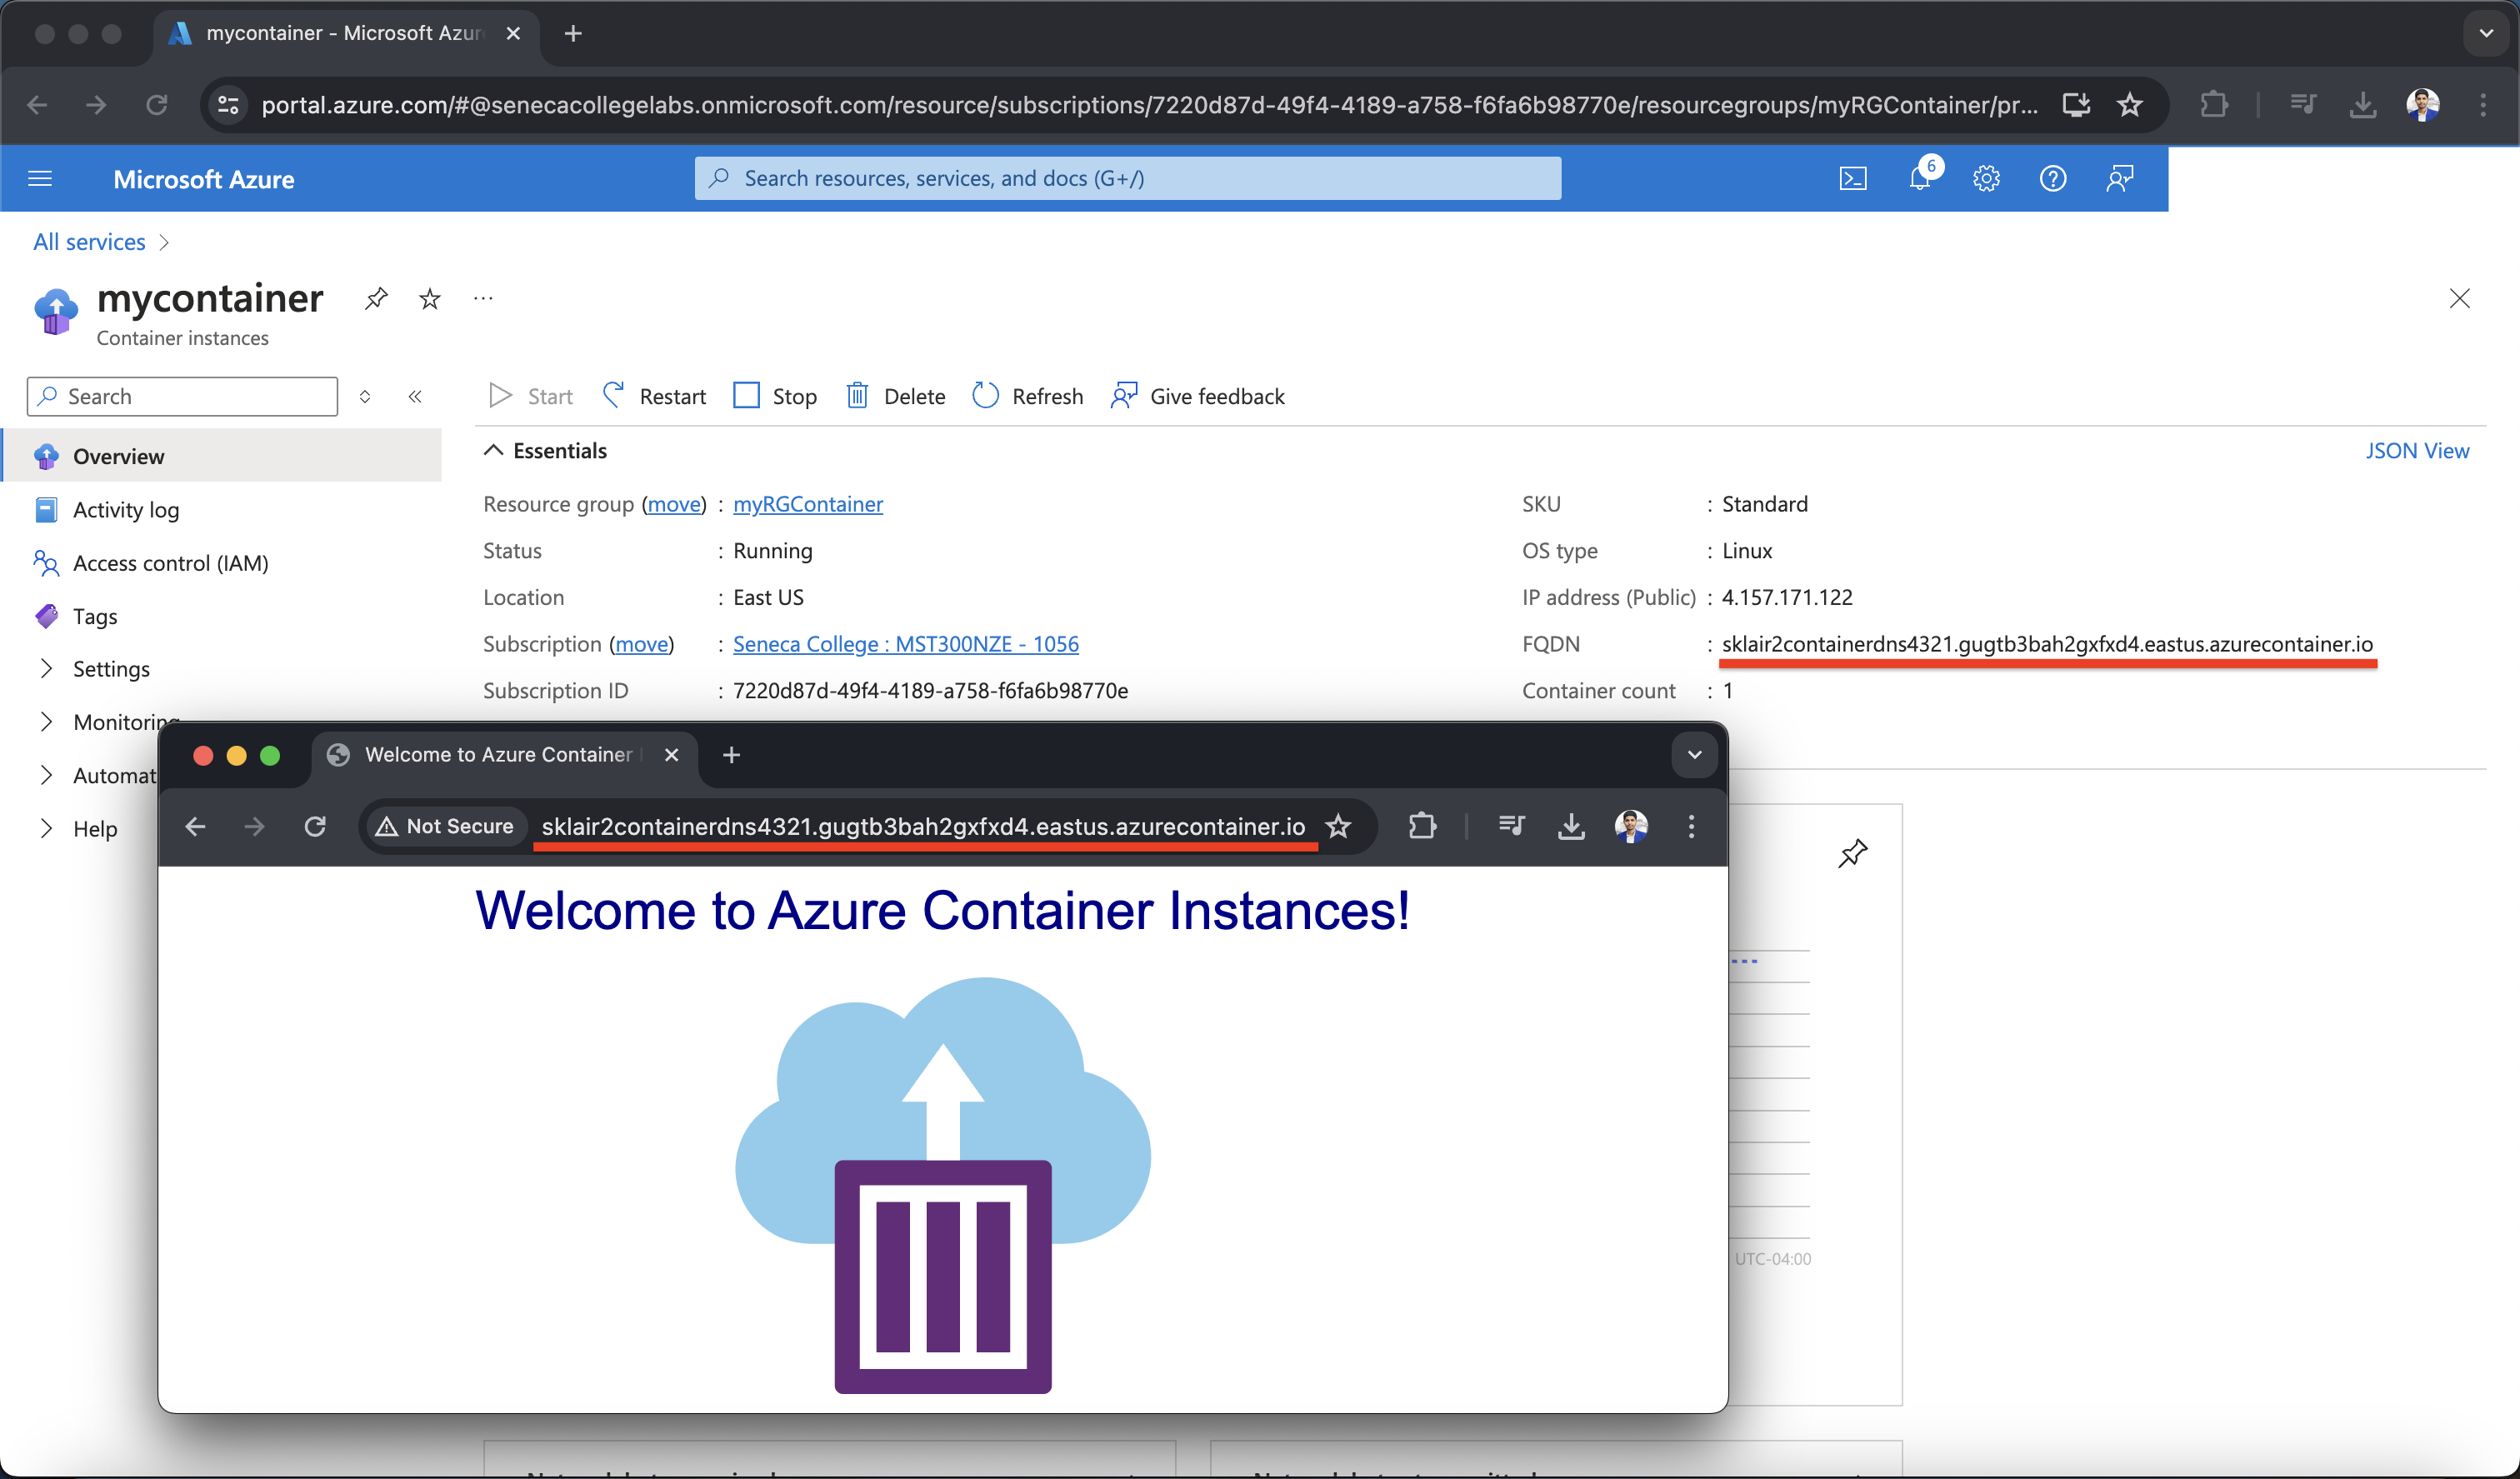 mycontainer - Microsoft Azur
portal.azure.com/#@senecacollegelabs.onmicrosoft.com/resource/subscriptions/7220d87d-49f4-4189-a758-f6fa6b98770e/resourcegroups/myRGContainer/pr...
Microsoft Azure
Search resources, services, and docs (G+/)
6
All services
mycontainer
Container instances
Search
Start
Restart
Stop
Delete
Refresh
Give feedback
Overview
Activity log
Access control (IAM)
Tags
Settings
Monitoring
Automat
Help
Essentials
JSON View
Resource group (move) : myRGContainer
Status : Running
Location : East US
Subscription (move) : Seneca College : MST300NZE - 1056
Subscription ID : 7220d87d-49f4-4189-a758-f6fa6b98770e
SKU : Standard
OS type : Linux
IP address (Public) : 4.157.171.122
FQDN : sklair2containerdns4321.gugtb3bah2gxfxd4.eastus.azurecontainer.io
Container count : 1
Welcome to Azure Container
Not Secure
sklair2containerdns4321.gugtb3bah2gxfxd4.eastus.azurecontainer.io
Welcome to Azure Container Instances!
UTC-04:00